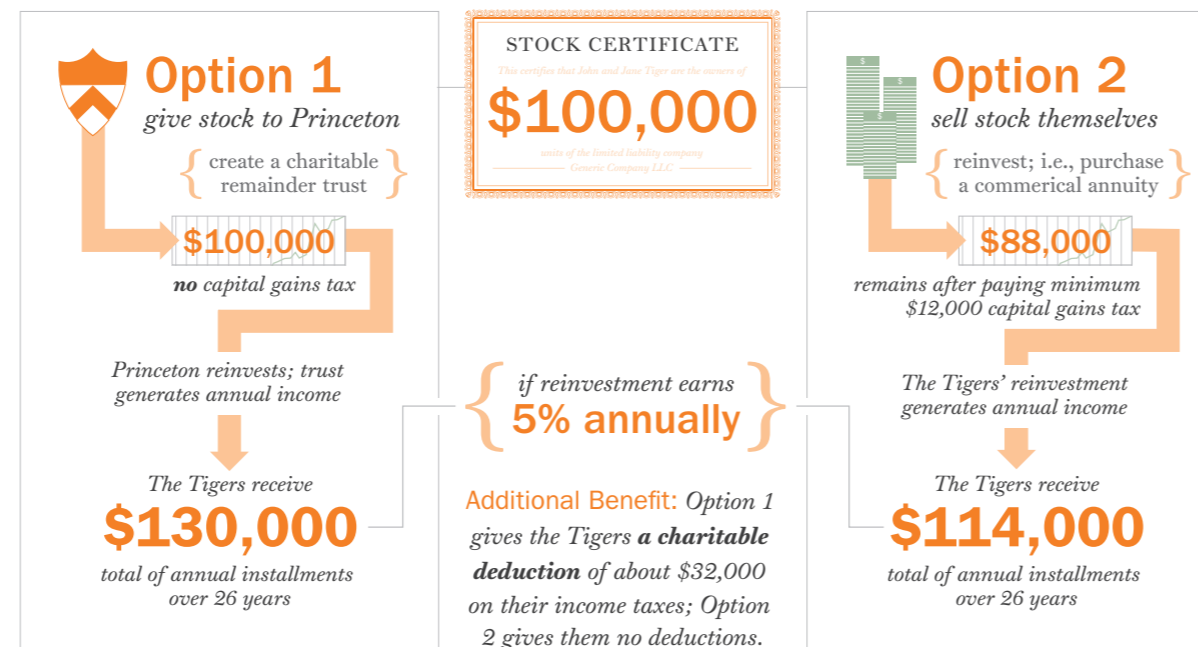 Option 1
give stock to Princeton
{ create a charitable
remainder trust }
$100,000
no capital gains tax
Princeton reinvests; trust
generates annual income
The Tigers receive
$130,000
total of annual installments
over 26 years
STOCK CERTIFICATE
This certifies that John and Jane Tiger are the owners of
$100,000
units of the limited liability company
Generic Company LLC
{ if reinvestment earns
5% annually }
Additional Benefit: Option 1
gives the Tigers a charitable
deduction of about $32,000
on their income taxes; Option
2 gives them no deductions.
$
$
$
Option 2
sell stock themselves
{ reinvest; i.e., purchase
a commerical annuity }
$88,000
remains after paying minimum
$12,000 capital gains tax
The Tigers' reinvestment
generates annual income
The Tigers receive
$114,000
total of annual installments
over 26 years